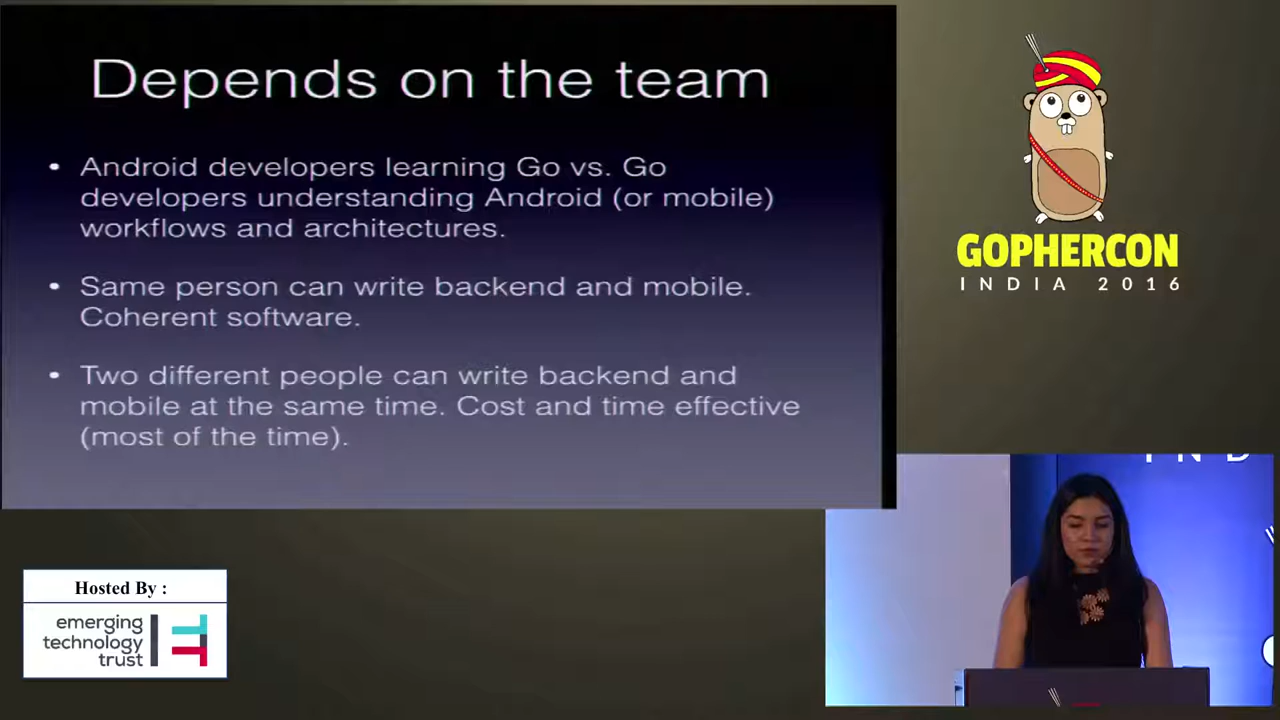 Depends on the team
• Android developers learning Go vs. Go
developers understanding Android (or mobile)
workflows and architectures.
• Same person can write backend and mobile.
Coherent software.
• Two different people can write backend and
mobile at the same time. Cost and time effective
(most of the time).
GOPHERCON
INDIA 2016
IND
Hosted By :
emerging
technology
trust